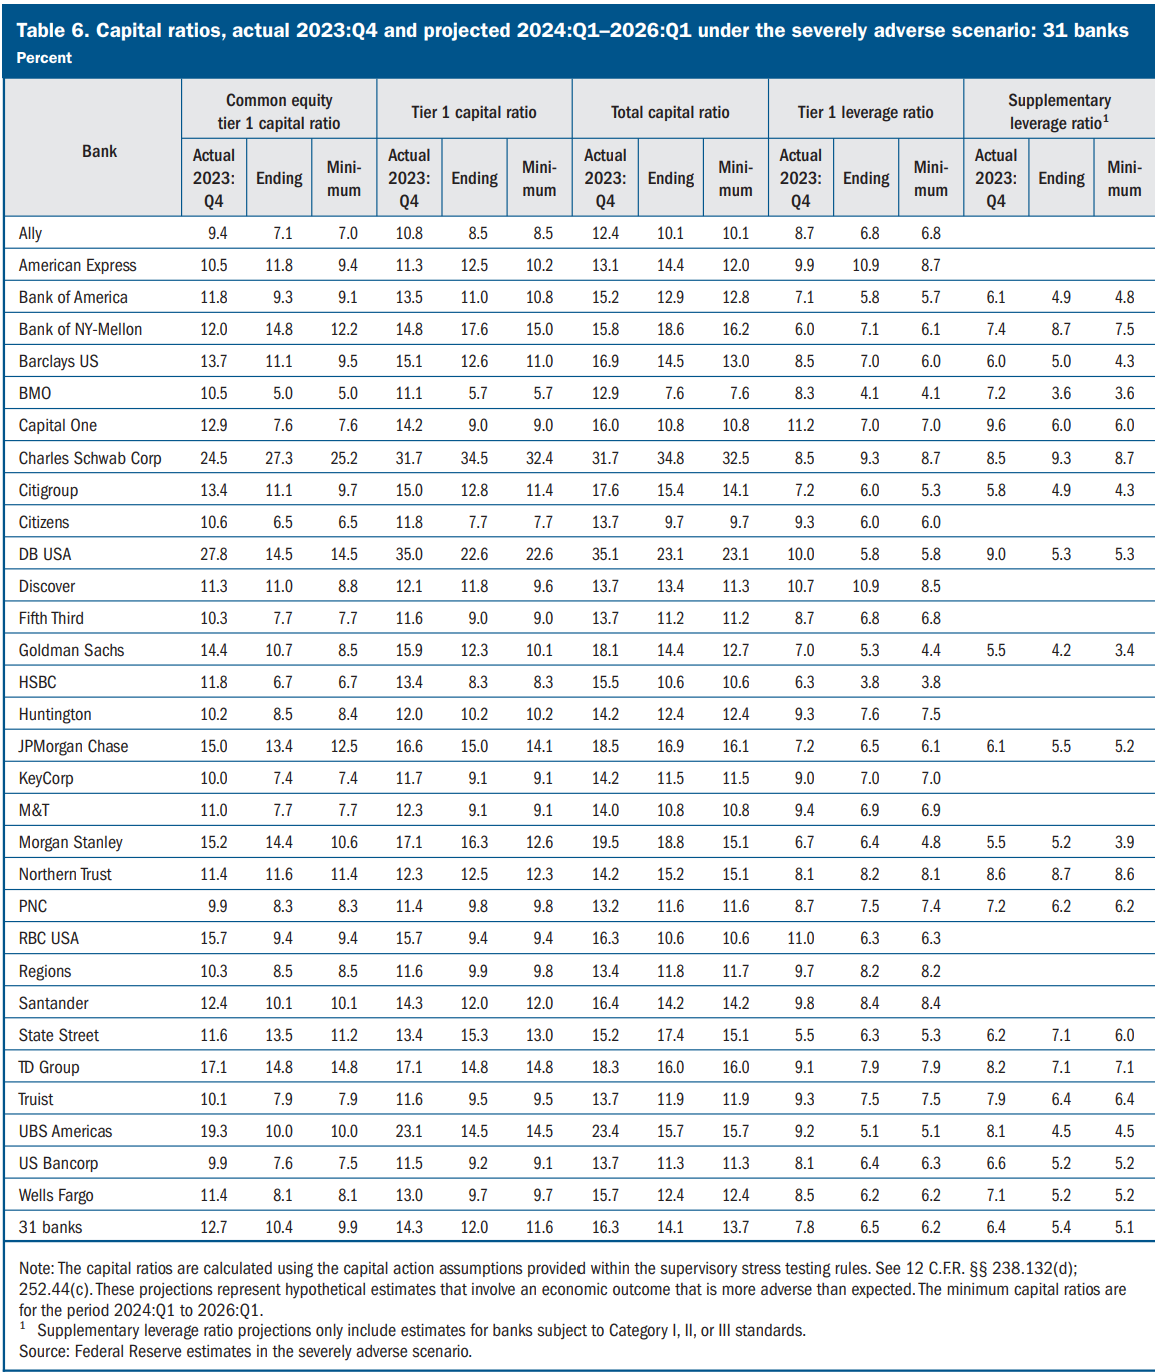 Table 6. Capital ratios, actual 2023:Q4 and projected 2024:Q1–2026:Q1 under the severely adverse scenario: 31 banks
Percent
Bank
Common equity tier 1 capital ratio
Tier 1 capital ratio
Total capital ratio
Tier 1 leverage ratio
Supplementary leverage ratio1
Actual 2023:Q4 Ending Mini-mum Actual 2023:Q4 Ending Mini-mum Actual 2023:Q4 Ending Mini-mum Actual 2023:Q4 Ending Mini-mum Actual 2023:Q4 Ending Mini-mum
Ally 9.4 7.1 7.0 10.8 8.5 8.5 12.4 10.1 10.1 8.7 6.8 6.8
American Express 10.5 11.8 9.4 11.3 12.5 10.2 13.1 14.4 12.0 9.9 10.9 8.7
Bank of America 11.8 9.3 9.1 13.5 11.0 10.8 15.2 12.9 12.8 7.1 5.8 5.7 6.1 4.9 4.8
Bank of NY-Mellon 12.0 14.8 12.2 14.8 17.6 15.0 15.8 18.6 16.2 6.0 7.1 6.1 7.4 8.7 7.5
Barclays US 13.7 11.1 9.5 15.1 12.6 11.0 16.9 14.5 13.0 8.5 7.0 6.0 6.0 5.0 4.3
BMO 10.5 5.0 5.0 11.1 5.7 5.7 12.9 7.6 7.6 8.3 4.1 4.1 7.2 3.6 3.6
Capital One 12.9 7.6 7.6 14.2 9.0 9.0 16.0 10.8 10.8 11.2 7.0 7.0 9.6 6.0 6.0
Charles Schwab Corp 24.5 27.3 25.2 31.7 34.5 32.4 31.7 34.8 32.5 8.5 9.3 8.7 8.5 9.3 8.7
Citigroup 13.4 11.1 9.7 15.0 12.8 11.4 17.6 15.4 14.1 7.2 6.0 5.3 5.8 4.9 4.3
Citizens 10.6 6.5 6.5 11.8 7.7 7.7 13.7 9.7 9.7 9.3 6.0 6.0
DB USA 27.8 14.5 14.5 35.0 22.6 22.6 35.1 23.1 23.1 10.0 5.8 5.8 9.0 5.3 5.3
Discover 11.3 11.0 8.8 12.1 11.8 9.6 13.7 13.4 11.3 10.7 10.9 8.5
Fifth Third 10.3 7.7 7.7 11.6 9.0 9.0 13.7 11.2 11.2 8.7 6.8 6.8
Goldman Sachs 14.4 10.7 8.5 15.9 12.3 10.1 18.1 14.4 12.7 7.0 5.3 4.4 5.5 4.2 3.4
HSBC 11.8 6.7 6.7 13.4 8.3 8.3 15.5 10.6 10.6 6.3 3.8 3.8
Huntington 10.2 8.5 8.4 12.0 10.2 10.2 14.2 12.4 12.4 9.3 7.6 7.5
JPMorgan Chase 15.0 13.4 12.5 16.6 15.0 14.1 18.5 16.9 16.1 7.2 6.5 6.1 6.1 5.5 5.2
KeyCorp 10.0 7.4 7.4 11.7 9.1 9.1 14.2 11.5 11.5 9.0 7.0 7.0
M&T 11.0 7.7 7.7 12.3 9.1 9.1 14.0 10.8 10.8 9.4 6.9 6.9
Morgan Stanley 15.2 14.4 10.6 17.1 16.3 12.6 19.5 18.8 15.1 6.7 6.4 4.8 5.5 5.2 3.9
Northern Trust 11.4 11.6 11.4 12.3 12.5 12.3 14.2 15.2 15.1 8.1 8.2 8.1 8.6 8.7 8.6
PNC 9.9 8.3 8.3 11.4 9.8 9.8 13.2 11.6 11.6 8.7 7.5 7.4 7.2 6.2 6.2
RBC USA 15.7 9.4 9.4 15.7 9.4 9.4 16.3 10.6 10.6 11.0 6.3 6.3
Regions 10.3 8.5 8.5 11.6 9.9 9.8 13.4 11.8 11.7 9.7 8.2 8.2
Santander 12.4 10.1 10.1 14.3 12.0 12.0 16.4 14.2 14.2 9.8 8.4 8.4
State Street 11.6 13.5 11.2 13.4 15.3 13.0 15.2 17.4 15.1 5.5 6.3 5.3 6.2 7.1 6.0
TD Group 17.1 14.8 14.8 17.1 14.8 14.8 18.3 16.0 16.0 9.1 7.9 7.9 8.2 7.1 7.1
Truist 10.1 7.9 7.9 11.6 9.5 9.5 13.7 11.9 11.9 9.3 7.5 7.5 7.9 6.4 6.4
UBS Americas 19.3 10.0 10.0 23.1 14.5 14.5 23.4 15.7 15.7 9.2 5.1 5.1 8.1 4.5 4.5
US Bancorp 9.9 7.6 7.5 11.5 9.2 9.1 13.7 11.3 11.3 8.1 6.4 6.3 6.6 5.2 5.2
Wells Fargo 11.4 8.1 8.1 13.0 9.7 9.7 15.7 12.4 12.4 8.5 6.2 6.2 7.1 5.2 5.2
31 banks 12.7 10.4 9.9 14.3 12.0 11.6 16.3 14.1 13.7 7.8 6.5 6.2 6.4 5.4 5.1
Note: The capital ratios are calculated using the capital action assumptions provided within the supervisory stress testing rules. See 12 C.F.R. §§ 238.132(d);
252.44(c). These projections represent hypothetical estimates that involve an economic outcome that is more adverse than expected. The minimum capital ratios are
for the period 2024:Q1 to 2026:Q1.
1 Supplementary leverage ratio projections only include estimates for banks subject to Category I, II, or III standards.
Source: Federal Reserve estimates in the severely adverse scenario.